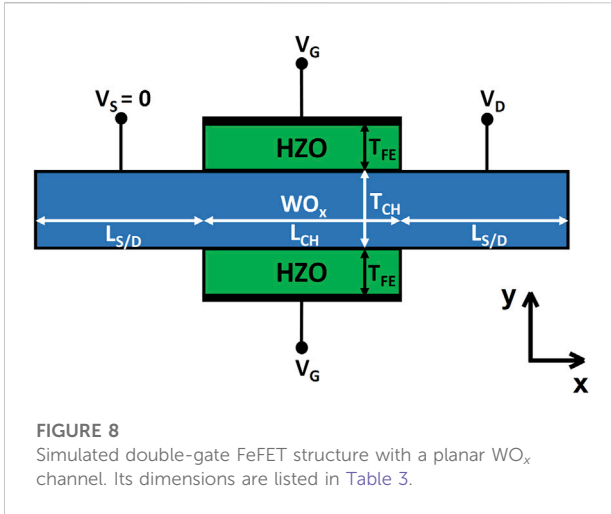 V_G
V_S = 0
V_D
HZO
T_FE
WO_x
T_CH
L_S/D
L_CH
L_S/D
HZO
T_FE
V_G
y
x
FIGURE 8
Simulated double-gate FeFET structure with a planar WO_x
channel. Its dimensions are listed in Table 3.